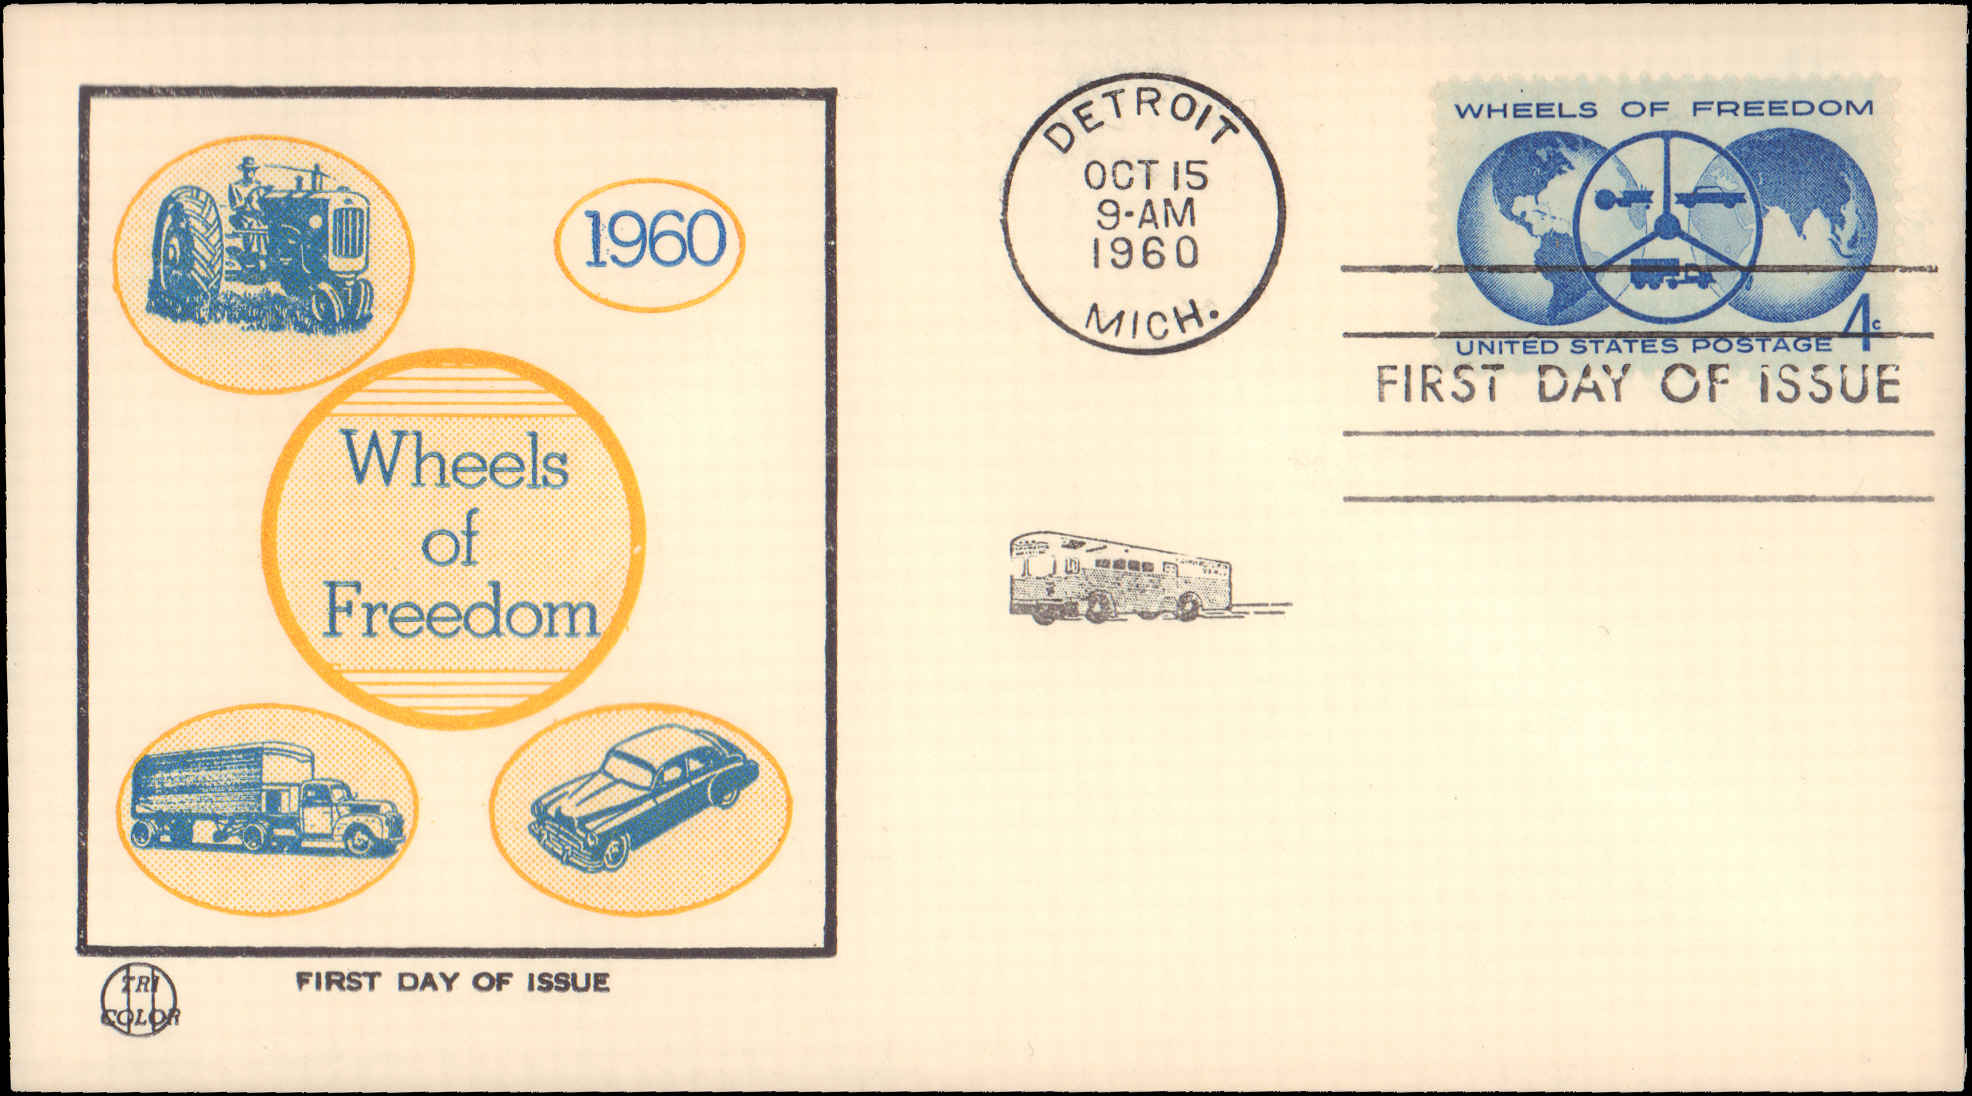 1960
Wheels
of
Freedom
TRI
COLOR
FIRST DAY OF ISSUE
DETROIT
OCT 15
9-AM
1960
MICH.
WHEELS OF FREEDOM
4c
UNITED STATES POSTAGE
FIRST DAY OF ISSUE